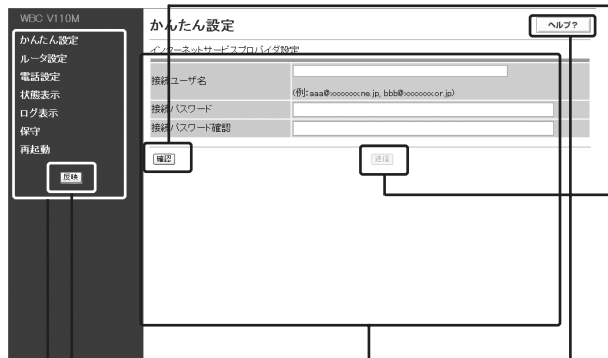 WBC V110M
かんたん設定
ルータ設定
電話設定
状態表示
ログ表示
保守
再起動
反映
かんたん設定
ヘルプ?
インターネットサービスプロバイダ設定
接続ユーザ名
(例: aaa@xxxxxxx.ne.jp, bbb@xxxxxxx.or.jp)
接続パスワード
接続パスワード確認
確認
送信